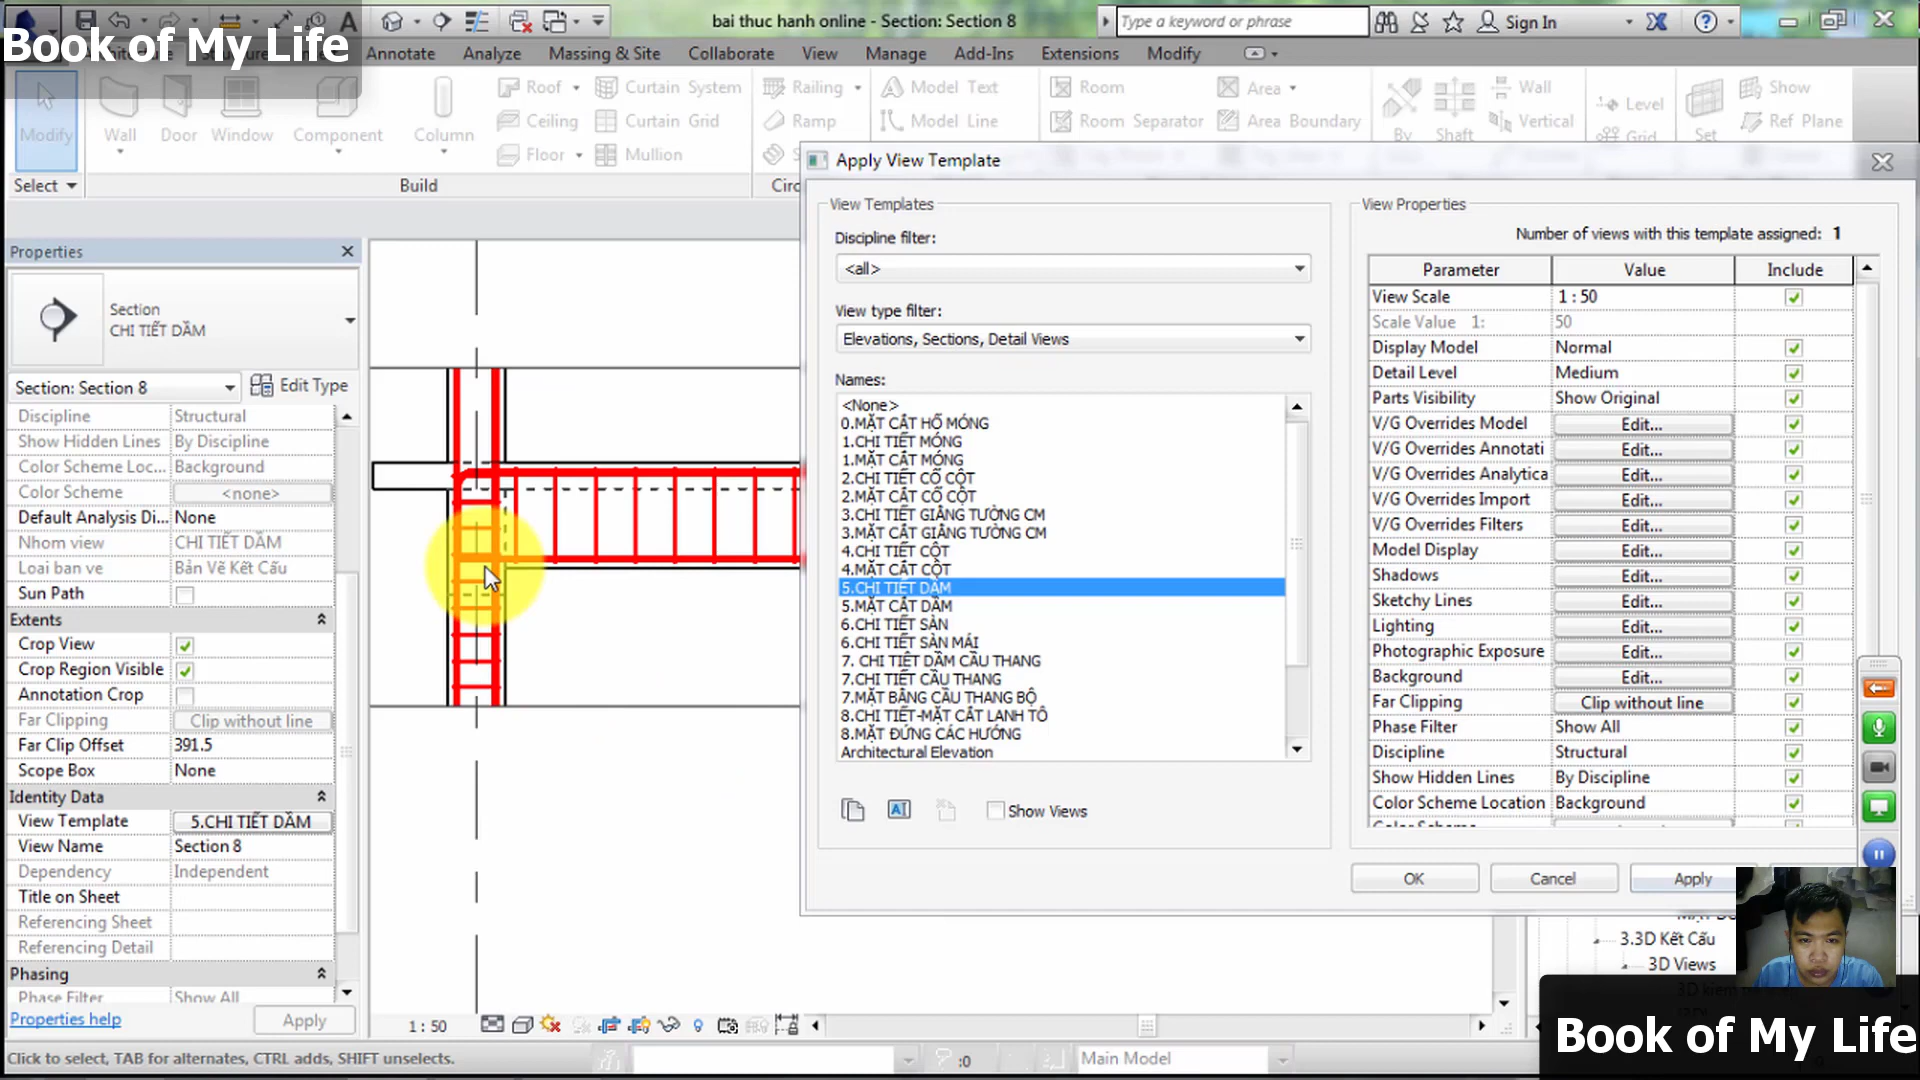 bai thuc hanh online - Section: Section 8
Type a keyword or phrase
Sign In
Book of My Life
Annotate
Analyze
Massing & Site
Collaborate
View
Manage
Add-Ins
Extensions
Modify
Modify
Wall
Door
Window
Component
Column
Roof
Ceiling
Floor
Curtain System
Curtain Grid
Mullion
Railing
Ramp
Model Text
Model Line
Room
Room Separator
Area
Area Boundary
By
Shaft
Wall
Vertical
Level
Grid
Set
Show
Ref Plane
Select
Build
Circ
Properties
Section
CHI TIẾT DẦM
Section: Section 8
Edit Type
Discipline Structural
Show Hidden Lines By Discipline
Color Scheme Loc... Background
Color Scheme <none>
Default Analysis Di... None
Nhom view CHI TIẾT DẦM
Loai ban ve Bản Vẽ Kết Cấu
Sun Path
Extents
Crop View
Crop Region Visible
Annotation Crop
Far Clipping Clip without line
Far Clip Offset 391.5
Scope Box None
Identity Data
View Template 5.CHI TIẾT DẦM
View Name Section 8
Dependency Independent
Title on Sheet
Referencing Sheet
Referencing Detail
Phasing
Phase Filter Show All
Properties help
Apply
1 : 50
Click to select, TAB for alternates, CTRL adds, SHIFT unselects.
:0
Main Model
Apply View Template
View Templates
Discipline filter:
<all>
View type filter:
Elevations, Sections, Detail Views
Names:
<None>
0.MẶT CẮT HỐ MÓNG
1.CHI TIẾT MÓNG
1.MẶT CẮT MÓNG
2.CHI TIẾT CỔ CỘT
2.MẶT CẮT CỔ CỘT
3.CHI TIẾT GIẰNG TƯỜNG CM
3.MẶT CẮT GIẰNG TƯỜNG CM
4.CHI TIẾT CỘT
4.MẶT CẮT CỘT
5.CHI TIẾT DẦM
5.MẶT CẮT DẦM
6.CHI TIẾT SÀN
6.CHI TIẾT SÀN MÁI
7. CHI TIẾT DẦM CẦU THANG
7.CHI TIẾT CẦU THANG
7.MẶT BẰNG CẦU THANG BỘ
8.CHI TIẾT-MẶT CẮT LANH TÔ
8.MẶT ĐỨNG CÁC HƯỚNG
Architectural Elevation
Show Views
View Properties
Number of views with this template assigned: 1
Parameter Value Include
View Scale 1 : 50
Scale Value 1: 50
Display Model Normal
Detail Level Medium
Parts Visibility Show Original
V/G Overrides Model Edit...
V/G Overrides Annotati Edit...
V/G Overrides Analytica Edit...
V/G Overrides Import Edit...
V/G Overrides Filters Edit...
Model Display Edit...
Shadows Edit...
Sketchy Lines Edit...
Lighting Edit...
Photographic Exposure Edit...
Background Edit...
Far Clipping Clip without line
Phase Filter Show All
Discipline Structural
Show Hidden Lines By Discipline
Color Scheme Location Background
OK
Cancel
Apply
3.3D Kết Cấu
3D Views
Book of My Life